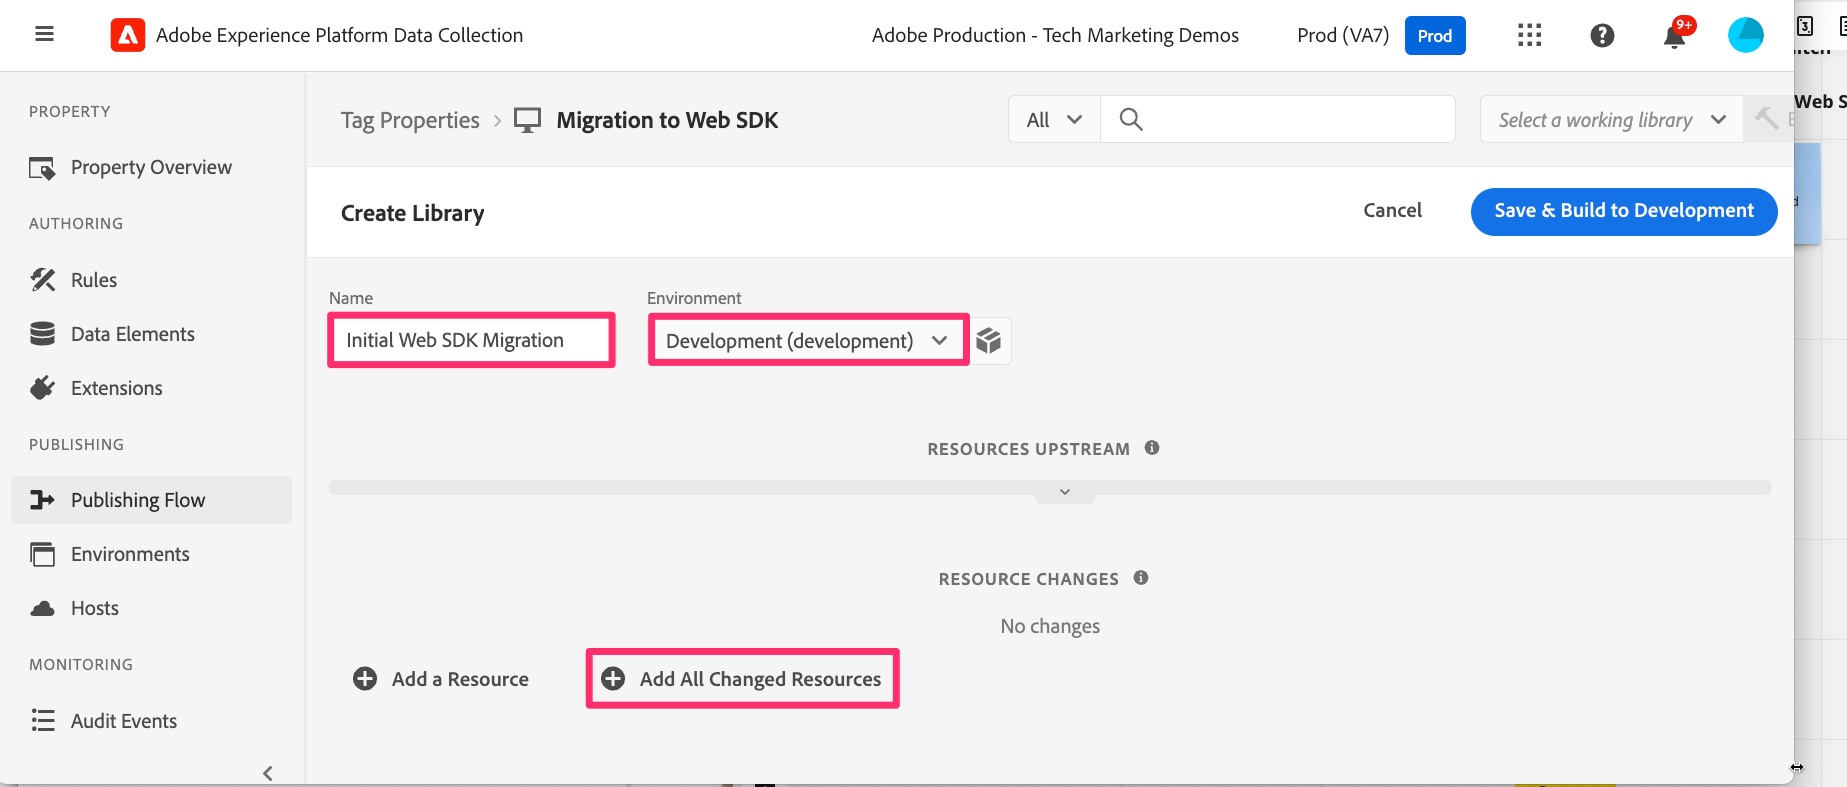 Adobe Experience Platform Data Collection
Adobe Production - Tech Marketing Demos
Prod (VA7)
Prod
9+
3
PROPERTY
Property Overview
AUTHORING
Rules
Data Elements
Extensions
PUBLISHING
Publishing Flow
Environments
Hosts
MONITORING
Audit Events
Tag Properties > Migration to Web SDK
All
Select a working library
Web S
Create Library
Cancel
Save & Build to Development
Name
Environment
Initial Web SDK Migration
Development (development)
RESOURCES UPSTREAM
RESOURCE CHANGES
No changes
Add a Resource
Add All Changed Resources